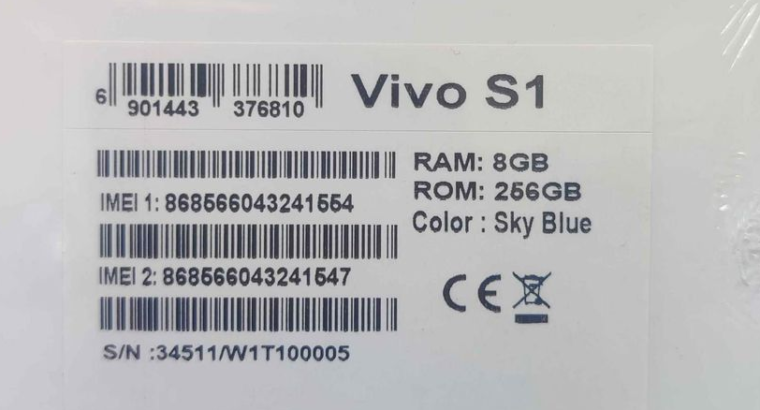 6 901443 376810
Vivo S1
RAM: 8GB
ROM: 256GB
Color : Sky Blue
IMEI 1: 868566043241554
IMEI 2: 868566043241547
S/N :34511/W1T100005
CE